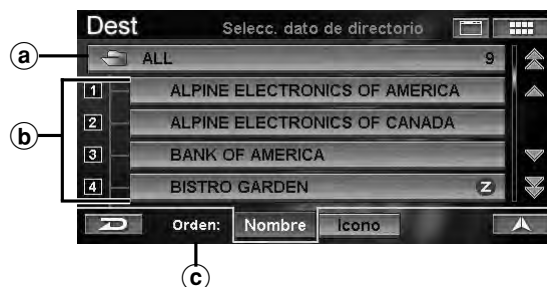 Dest Selecc. dato de directorio
a ALL 9
1 ALPINE ELECTRONICS OF AMERICA
b
2 ALPINE ELECTRONICS OF CANADA
3 BANK OF AMERICA
4 BISTRO GARDEN Z
Orden: Nombre Icono
c